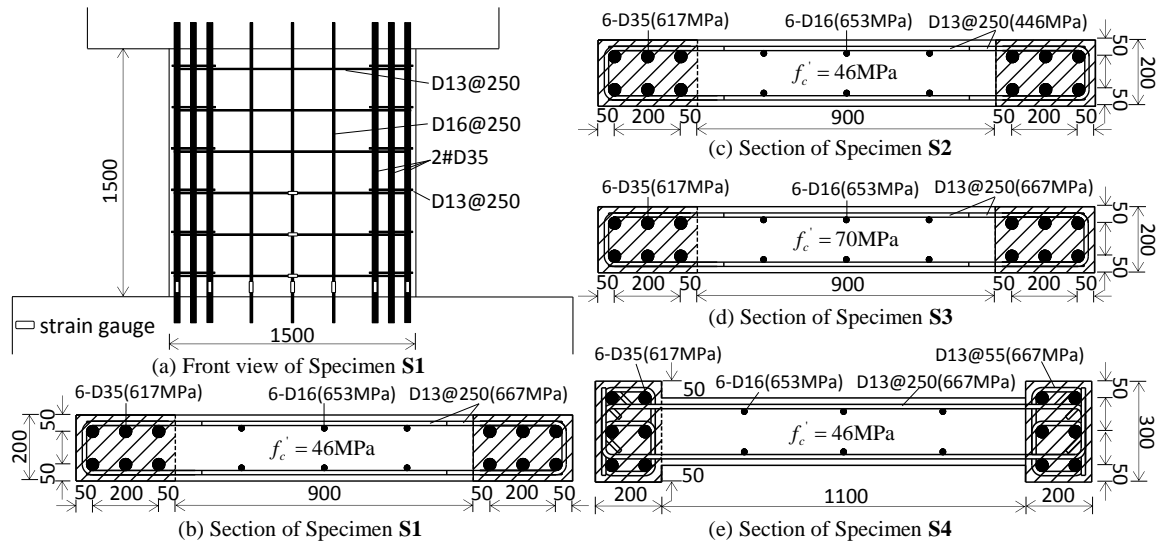 D13@250
D16@250
2#D35
D13@250
1500
strain gauge
1500
(a) Front view of Specimen S1
6-D35(617MPa)
6-D16(653MPa)
D13@250(667MPa)
50
200
50
f'c = 46MPa
50 200 50
900
50 200 50
(b) Section of Specimen S1
6-D35(617MPa)
6-D16(653MPa)
D13@250(446MPa)
50
200
50
f'c = 46MPa
50 200 50
900
50 200 50
(c) Section of Specimen S2
6-D35(617MPa)
6-D16(653MPa)
D13@250(667MPa)
50
200
50
f'c = 70MPa
50 200 50
900
50 200 50
(d) Section of Specimen S3
6-D35(617MPa)
D13@55(667MPa)
6-D16(653MPa)
D13@250(667MPa)
50
50
300
50
f'c = 46MPa
50
200
1100
200
(e) Section of Specimen S4